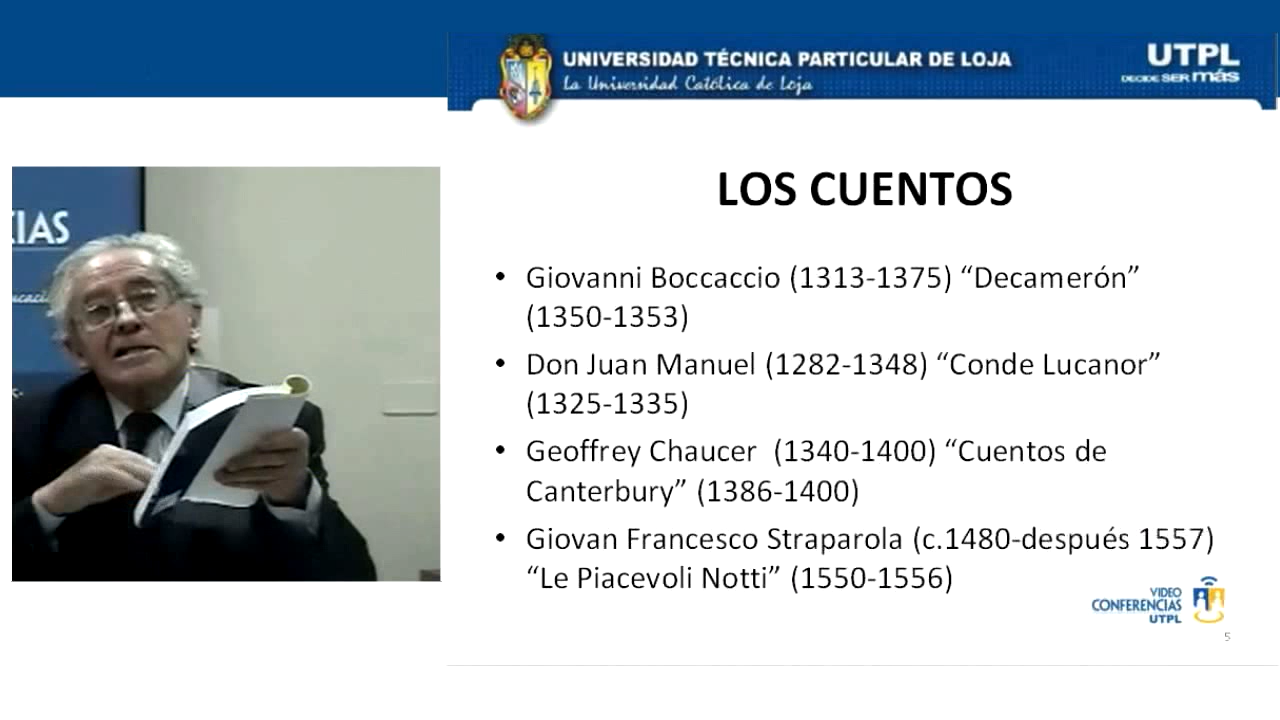 UNIVERSIDAD TÉCNICA PARTICULAR DE LOJA
La Universidad Católica de Loja
UTPL
DECIDE SER más
CIAS
LOS CUENTOS
• Giovanni Boccaccio (1313-1375) “Decamerón”
(1350-1353)
• Don Juan Manuel (1282-1348) “Conde Lucanor”
(1325-1335)
• Geoffrey Chaucer (1340-1400) “Cuentos de
Canterbury” (1386-1400)
• Giovan Francesco Straparola (c.1480-después 1557)
“Le Piacevoli Notti” (1550-1556)
VIDEO
CONFERENCIAS
UTPL
5